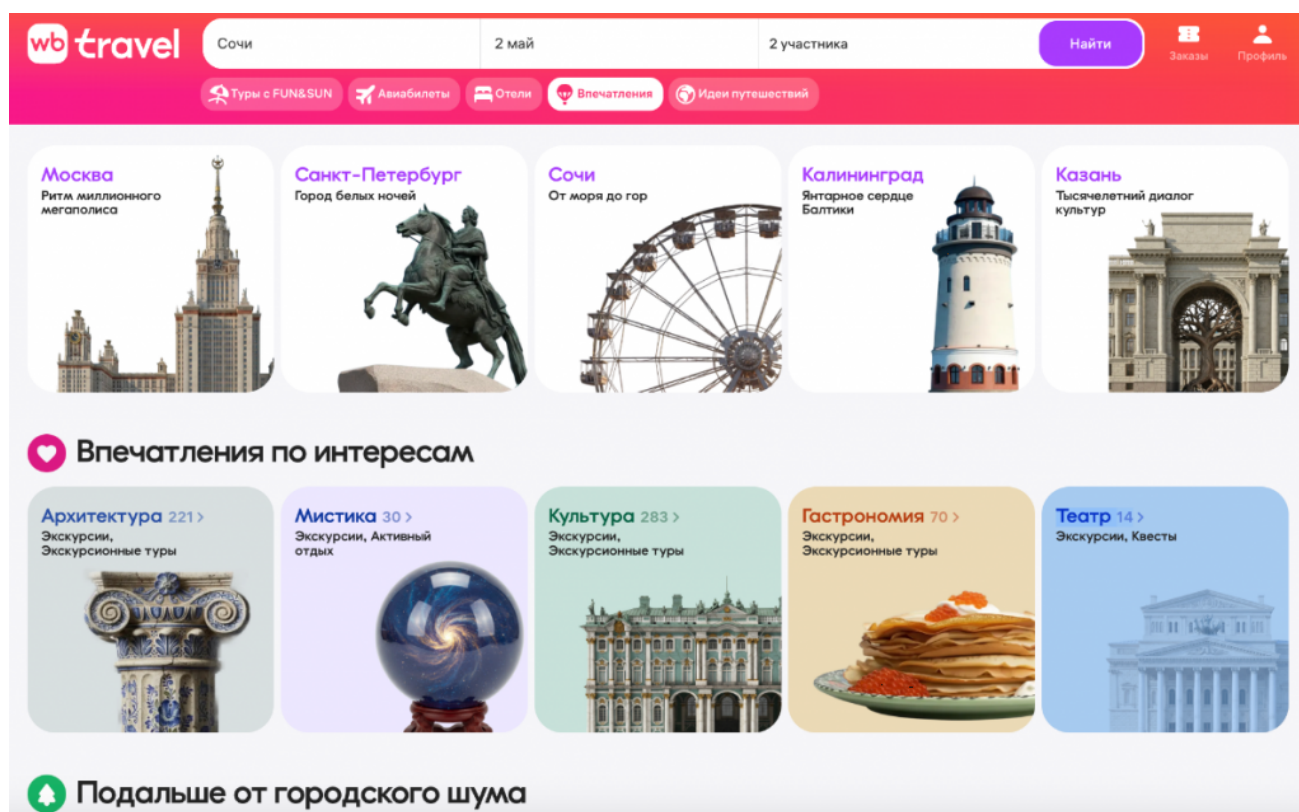 wb travel
Сочи
2 май
2 участника
Найти
Заказы
Профиль
Туры с FUN&SUN
Авиабилеты
Отели
Впечатления
Идеи путешествий
Москва
Ритм миллионного
мегаполиса
Санкт-Петербург
Город белых ночей
Сочи
От моря до гор
Калининград
Янтарное сердце
Балтики
Казань
Тысячелетний диалог
культур
Впечатления по интересам
Архитектура 221 >
Экскурсии,
Экскурсионные туры
Мистика 30 >
Экскурсии, Активный
отдых
Культура 283 >
Экскурсии,
Экскурсионные туры
Гастрономия 70 >
Экскурсии,
Экскурсионные туры
Театр 14 >
Экскурсии, Квесты
Подальше от городского шума